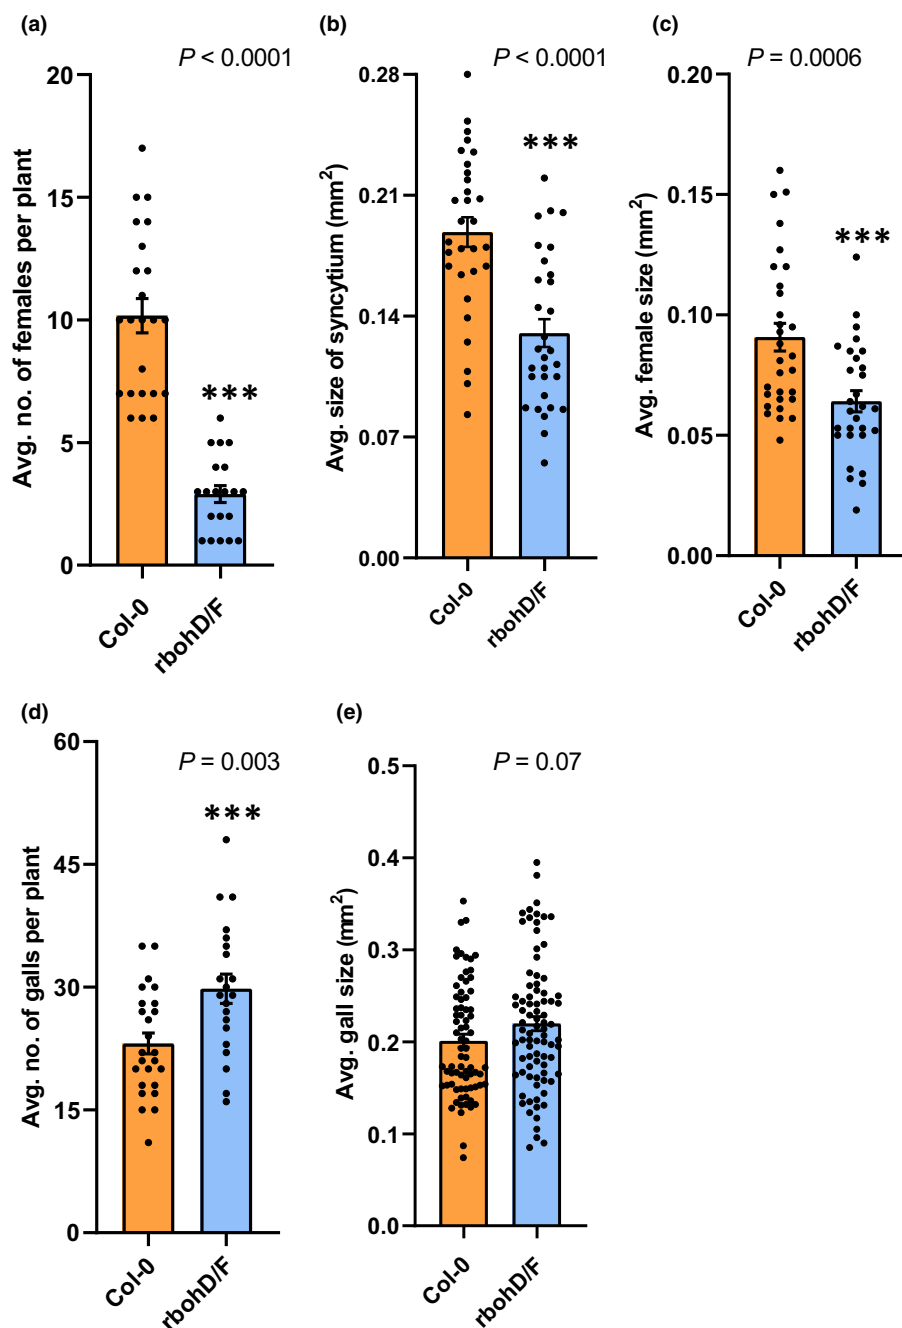 (a)
P < 0.0001
20
15
10
5
0
Avg. no. of females per plant
***
Col-0
rbohD/F
(b)
P < 0.0001
0.28
0.21
0.14
0.07
0.00
Avg. size of syncytium (mm²)
***
Col-0
rbohD/F
(c)
P = 0.0006
0.20
0.15
0.10
0.05
0.00
Avg. female size (mm²)
***
Col-0
rbohD/F
(d)
P = 0.003
60
45
30
15
0
Avg. no. of galls per plant
***
Col-0
rbohD/F
(e)
P = 0.07
0.5
0.4
0.3
0.2
0.1
0.0
Avg. gall size (mm²)
Col-0
rbohD/F